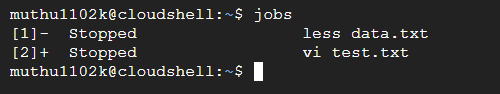 muthu1102k@cloudshell:~$ jobs
[1]-  Stopped                 less data.txt
[2]+  Stopped                 vi test.txt
muthu1102k@cloudshell:~$